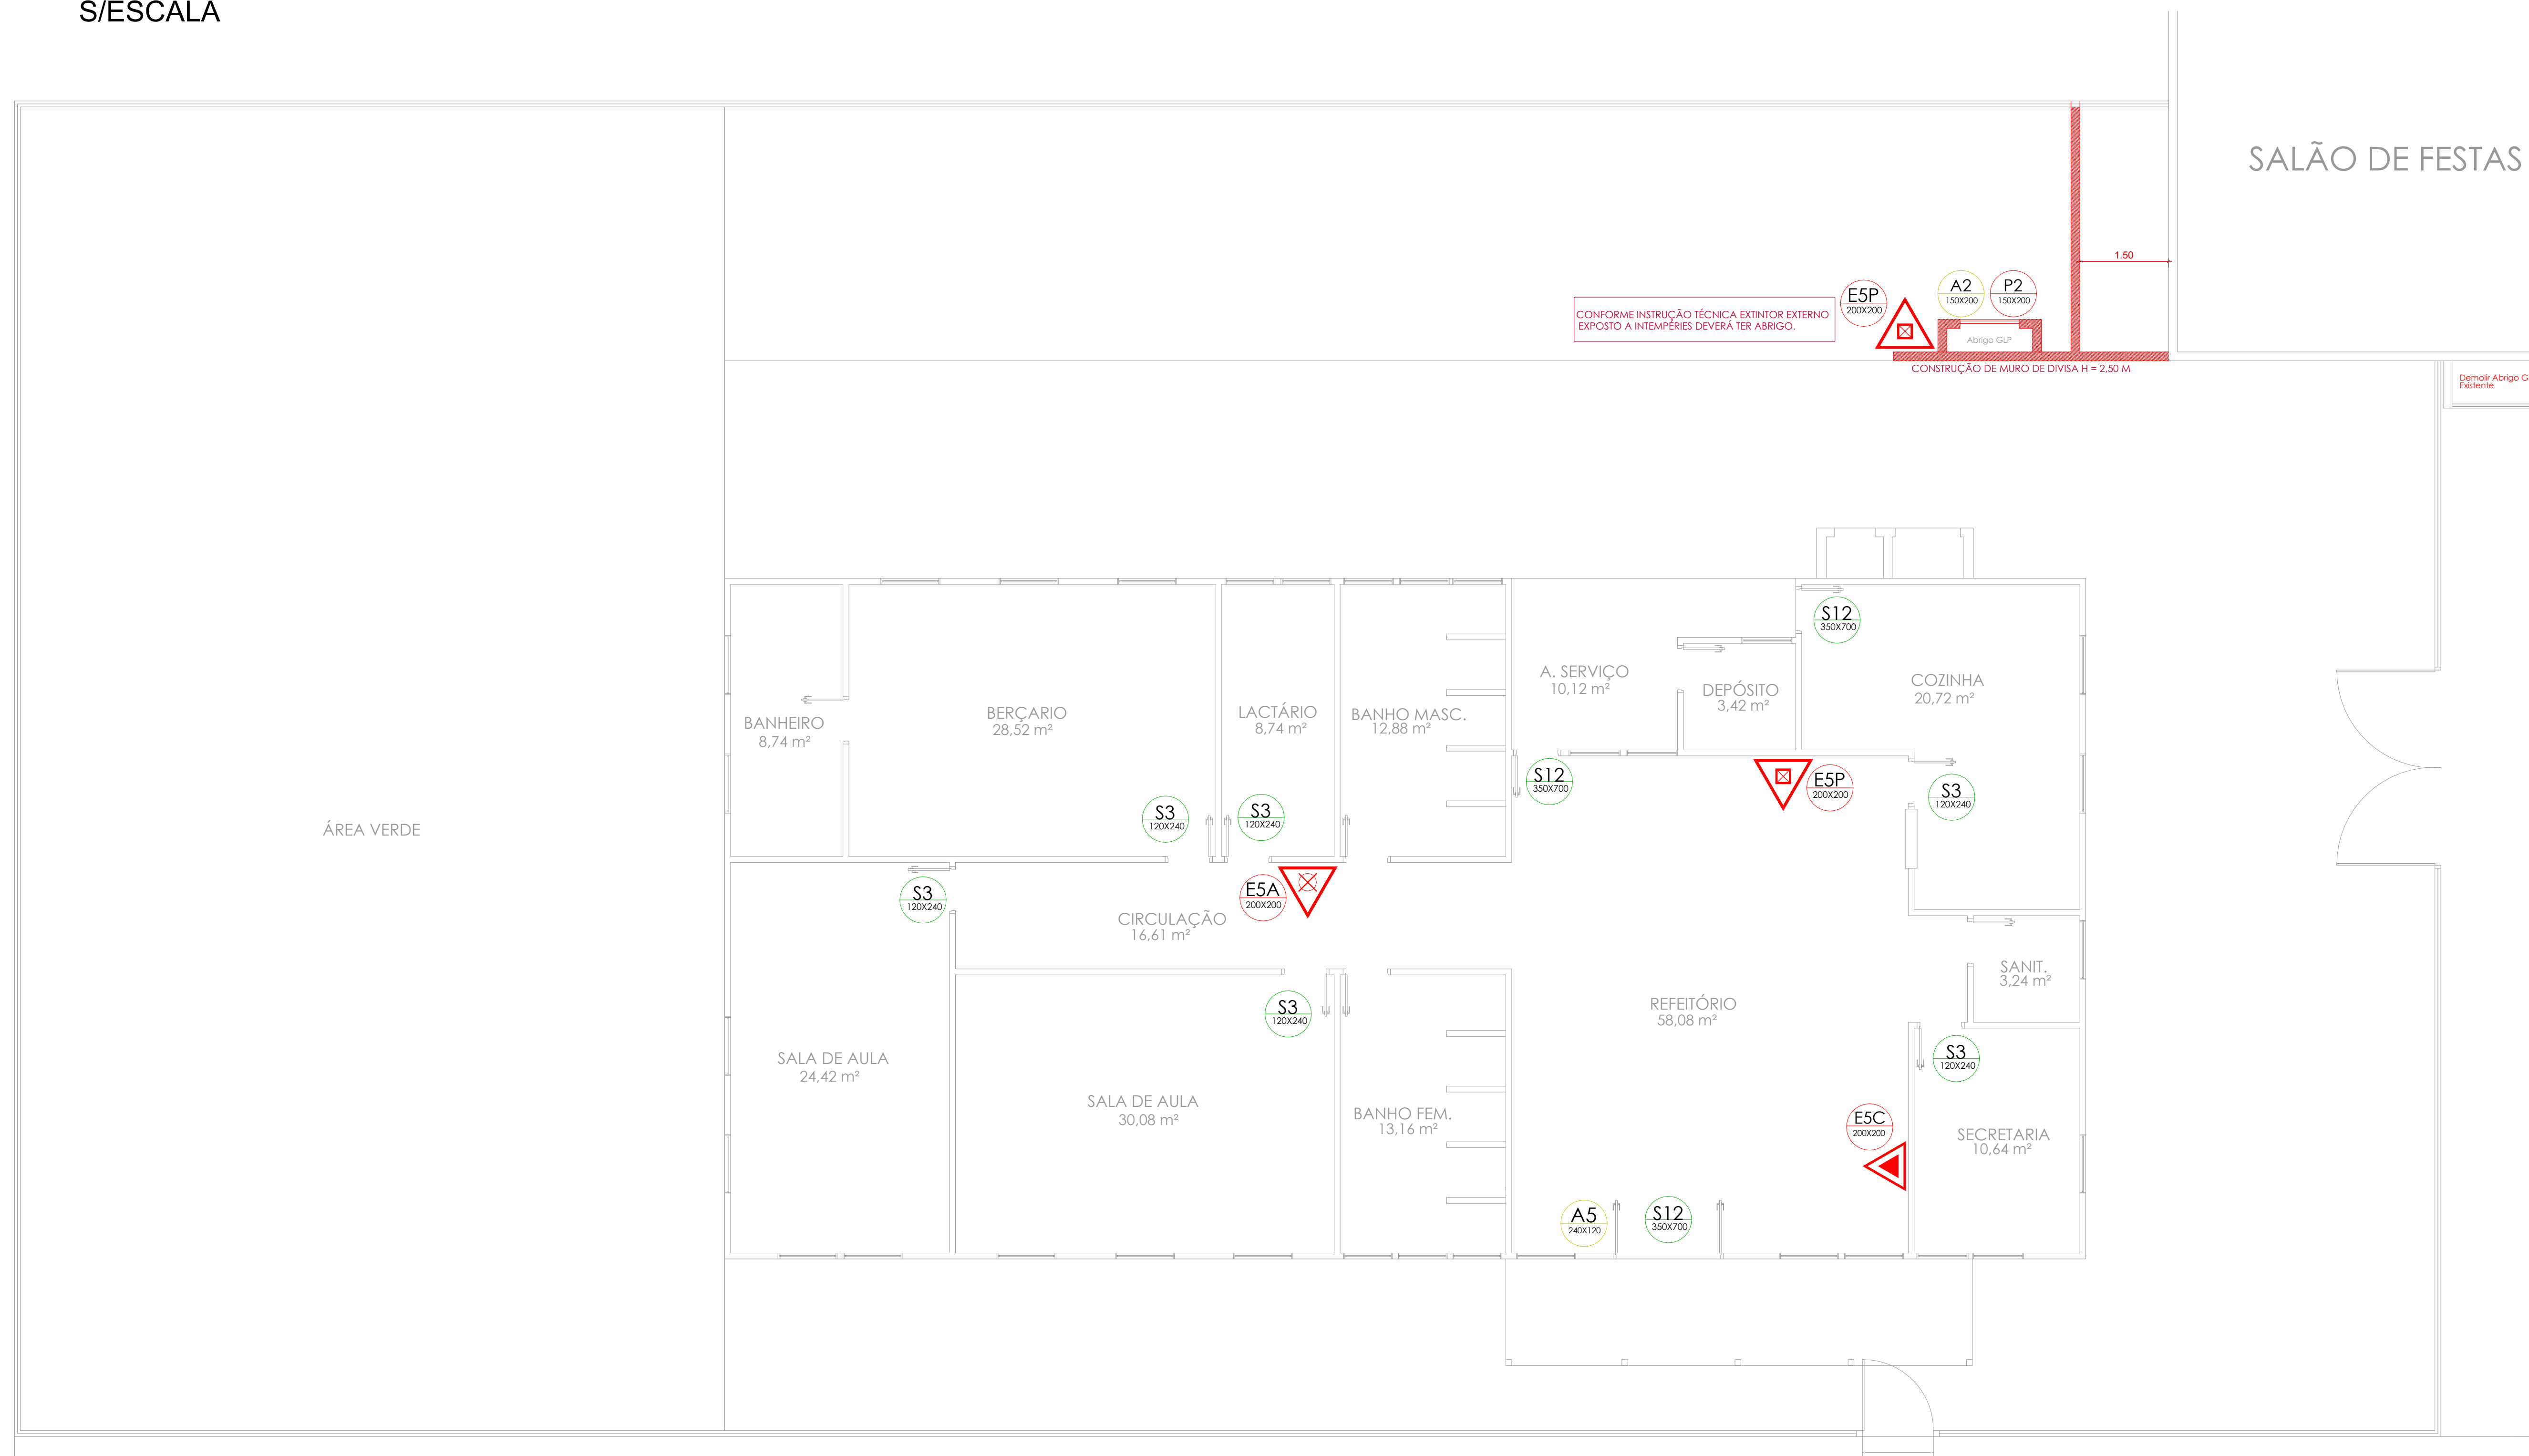 S/ESCALA
SALÃO DE FESTAS
1.50
E5P
200X200
A2
150X200
P2
150X200
CONFORME INSTRUÇÃO TÉCNICA EXTINTOR EXTERNO
EXPOSTO A INTEMPÉRIES DEVERÁ TER ABRIGO.
Abrigo GLP
CONSTRUÇÃO DE MURO DE DIVISA H = 2,50 M
Demolir Abrigo G
Existente
S12
350X700
A. SERVIÇO
10,12 m²
DEPÓSITO
3,42 m²
COZINHA
20,72 m²
BANHEIRO
8,74 m²
BERÇARIO
28,52 m²
LACTÁRIO
8,74 m²
BANHO MASC.
12,88 m²
S12
350X700
E5P
200X200
S3
120X240
S3
120X240
S3
120X240
ÁREA VERDE
S3
120X240
E5A
200X200
CIRCULAÇÃO
16,61 m²
SANIT.
3,24 m²
S3
120X240
REFEITÓRIO
58,08 m²
S3
120X240
SALA DE AULA
24,42 m²
SALA DE AULA
30,08 m²
BANHO FEM.
13,16 m²
E5C
200X200
SECRETARIA
10,64 m²
A5
240X120
S12
350X700